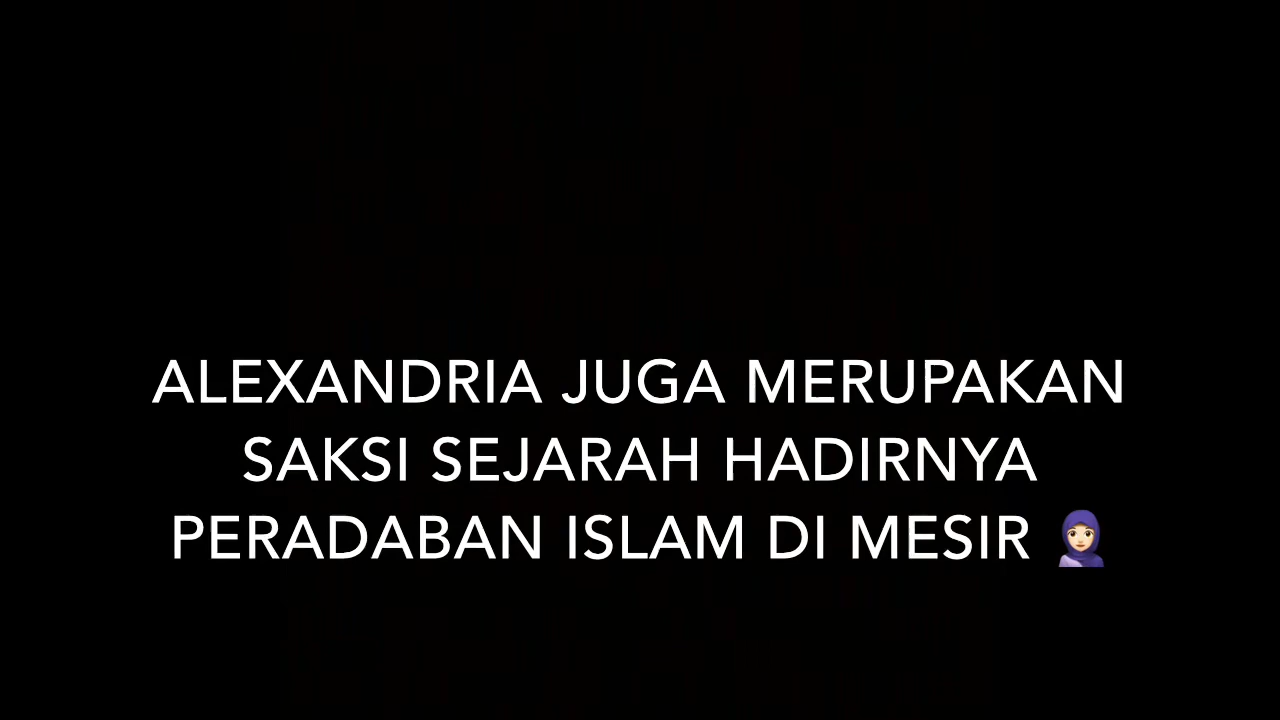 ALEXANDRIA JUGA MERUPAKAN
SAKSI SEJARAH HADIRNYA
PERADABAN ISLAM DI MESIR 🧕🏻